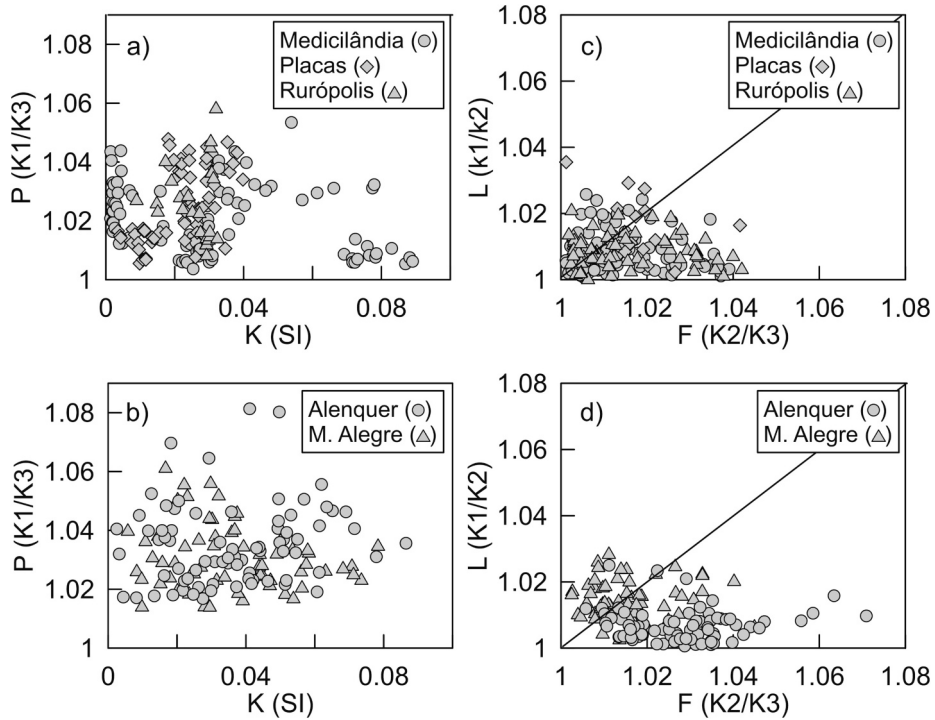 a)
Medicilândia (○)
Placas (◇)
Rurópolis (△)
P (K1/K3)
1.08
1.06
1.04
1.02
1
0
0.04
0.08
K (SI)
c)
Medicilândia (○)
Placas (◇)
Rurópolis (△)
L (k1/k2)
1.08
1.06
1.04
1.02
1
1
1.02
1.04
1.06
1.08
F (K2/K3)
b)
Alenquer (○)
M. Alegre (△)
P (K1/K3)
1.08
1.06
1.04
1.02
1
0
0.04
0.08
K (SI)
d)
Alenquer (○)
M. Alegre (△)
L (K1/K2)
1.08
1.06
1.04
1.02
1
1
1.02
1.04
1.06
1.08
F (K2/K3)